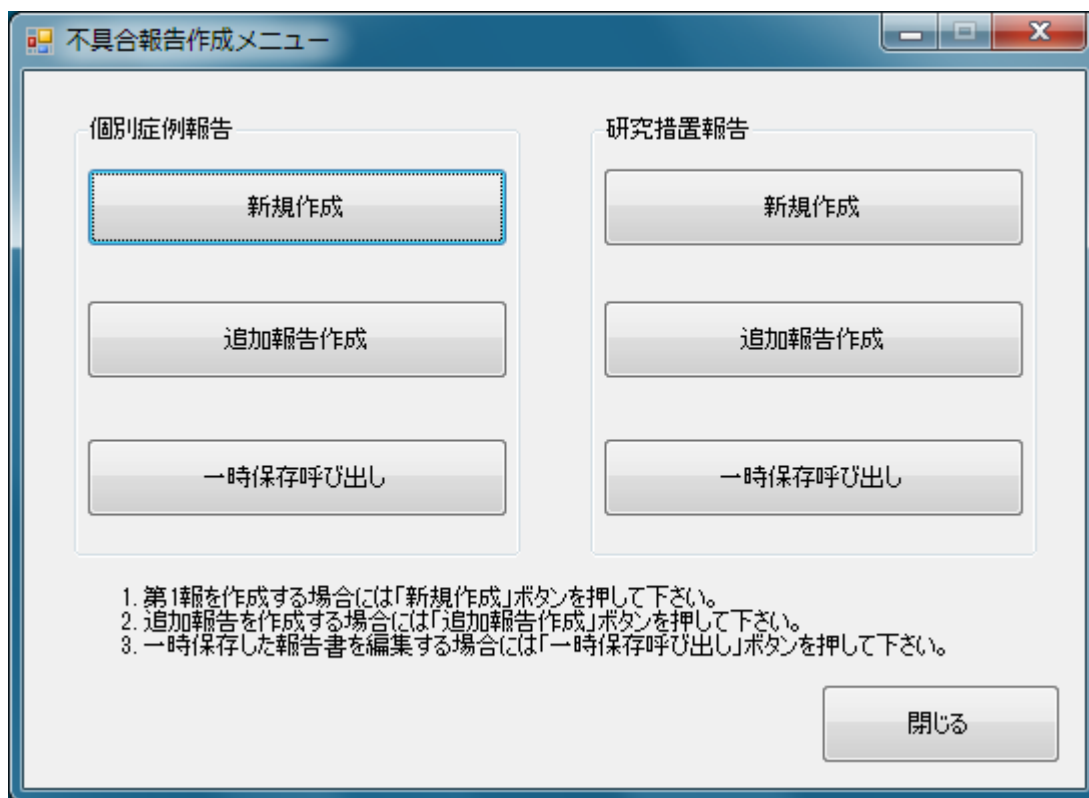 不具合報告作成メニュー
個別症例報告
新規作成
追加報告作成
一時保存呼び出し
研究措置報告
新規作成
追加報告作成
一時保存呼び出し
1. 第1報を作成する場合には「新規作成」ボタンを押して下さい。
2. 追加報告を作成する場合には「追加報告作成」ボタンを押して下さい。
3. 一時保存した報告書を編集する場合には「一時保存呼び出し」ボタンを押して下さい。
閉じる